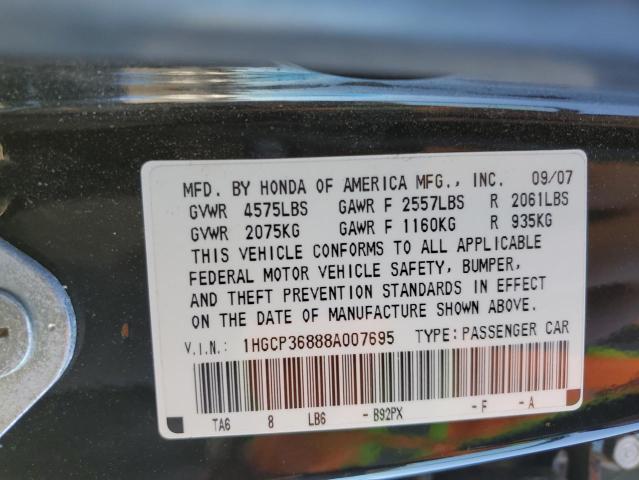 MFD. BY HONDA OF AMERICA MFG., INC. 09/07
GVWR 4575LBS GAWR F 2557LBS R 2061LBS
GVWR 2075KG GAWR F 1160KG R 935KG
THIS VEHICLE CONFORMS TO ALL APPLICABLE
FEDERAL MOTOR VEHICLE SAFETY, BUMPER,
AND THEFT PREVENTION STANDARDS IN EFFECT
ON THE DATE OF MANUFACTURE SHOWN ABOVE.
V.I.N.: 1HGCP36888A007695 TYPE: PASSENGER CAR
TA6 8 LB6 -B92PX -F -A